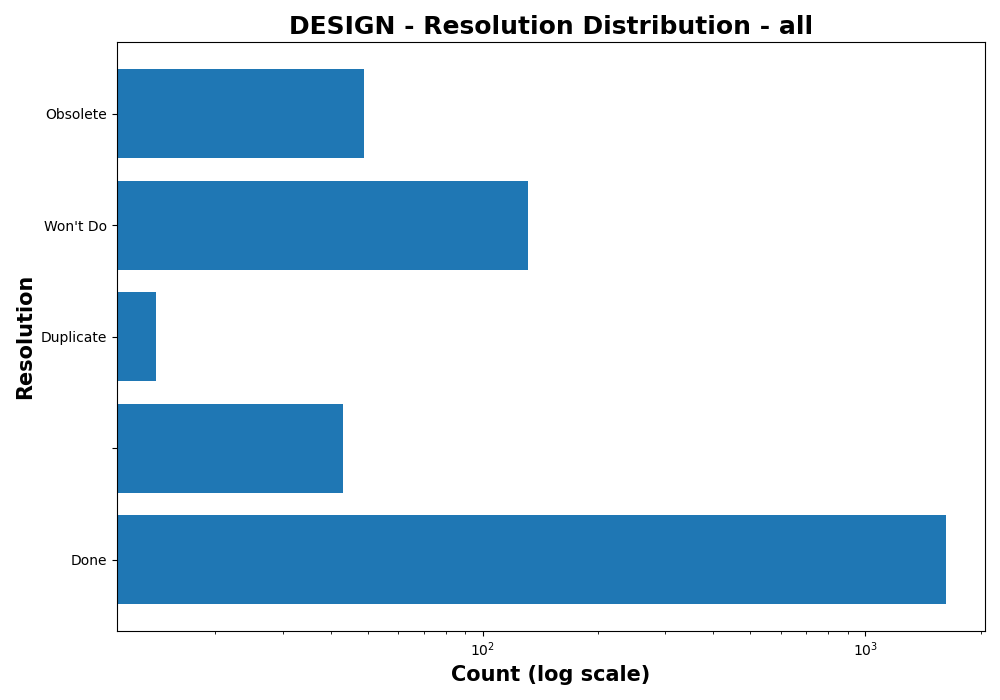 DESIGN - Resolution Distribution - all
Obsolete
Won't Do
Duplicate
Done
Resolution
10²
10³
Count (log scale)